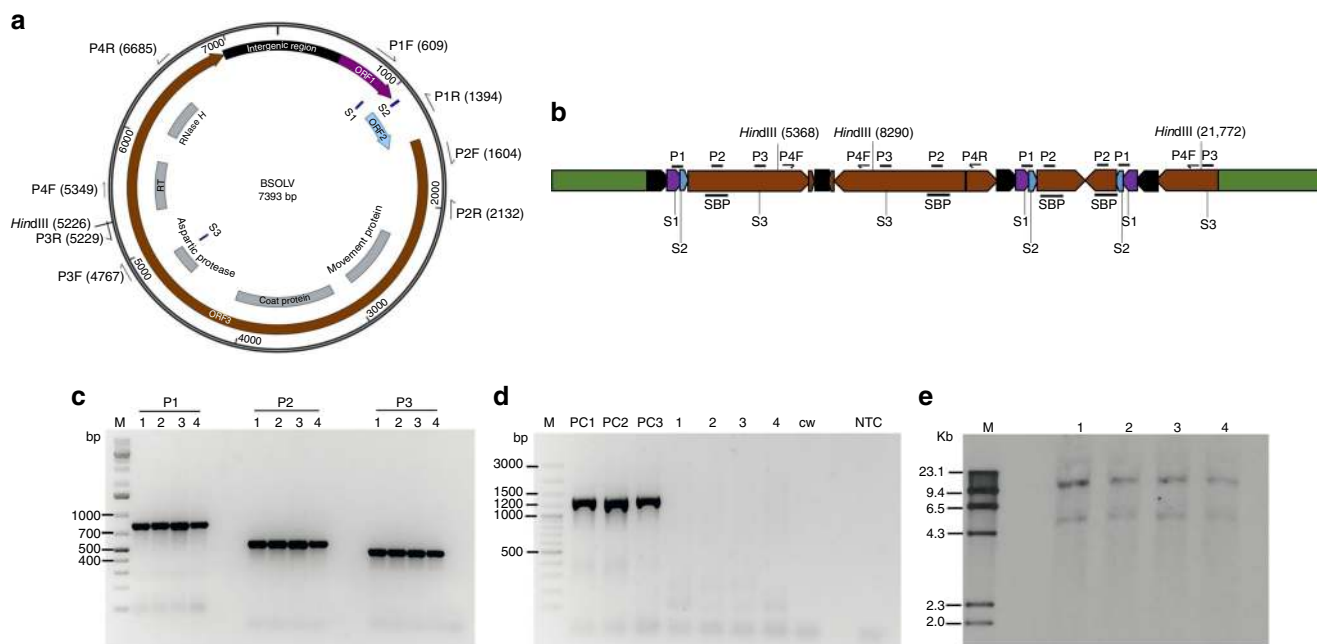 a
P4R (6685)
7000
Intergenic region
P1F (609)
ORF1
1000
P1R (1394)
S1
S2
ORF2
RNase H
6000
P2F (1604)
BSOLV
7393 bp
P4F (5349)
RT
2000
P2R (2132)
HindIII (5226)
P3R (5229)
S3
Aspartic protease
Movement protein
5000
P3F (4767)
Coat protein
3000
ORF3
4000
b
HindIII (5368) HindIII (8290) HindIII (21,772)
P1 P2 P3 P4F P4F P3 P2 P4R P1 P2 P2 P1 P4F P3
SBP SBP SBP SBP
S1 S3 S3 S1 S1 S3
S2 S2 S2
c
P1 P2 P3
M 1 2 3 4 1 2 3 4 1 2 3 4
bp
1000
700
500
400
d
M PC1 PC2 PC3 1 2 3 4 cw NTC
bp
3000
1500
1200
1000
500
e
M 1 2 3 4
Kb
23.1
9.4
6.5
4.3
2.3
2.0